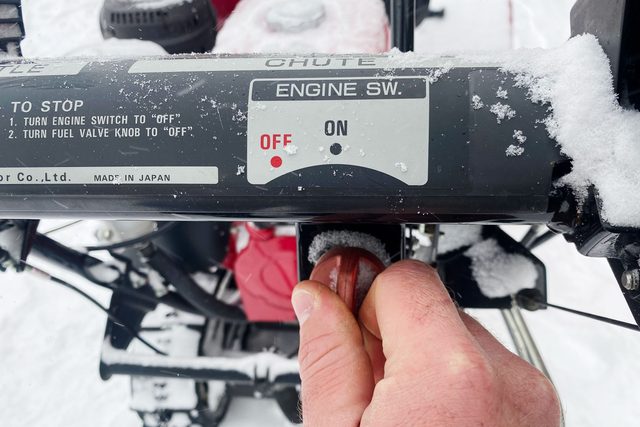 CHUTE
ENGINE SW.
TO STOP
1. TURN ENGINE SWITCH TO "OFF"
2. TURN FUEL VALVE KNOB TO "OFF"
OFF
ON
Co.,Ltd. MADE IN JAPAN